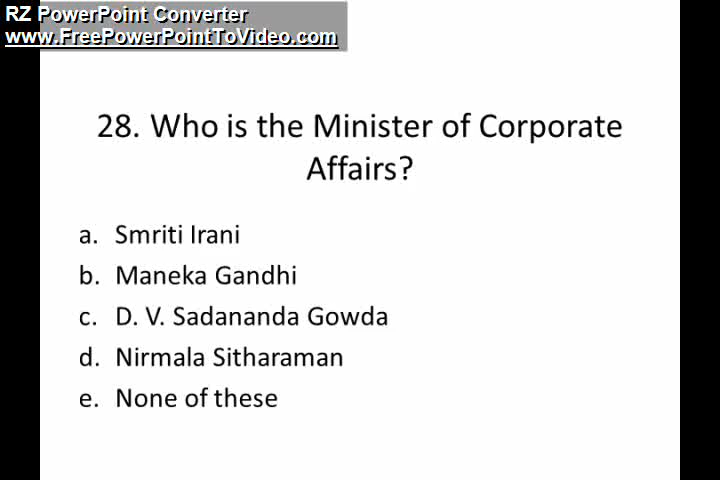 RZ PowerPoint Converter
www.FreePowerPointToVideo.com
28. Who is the Minister of Corporate
Affairs?
a. Smriti Irani
b. Maneka Gandhi
c. D. V. Sadananda Gowda
d. Nirmala Sitharaman
e. None of these